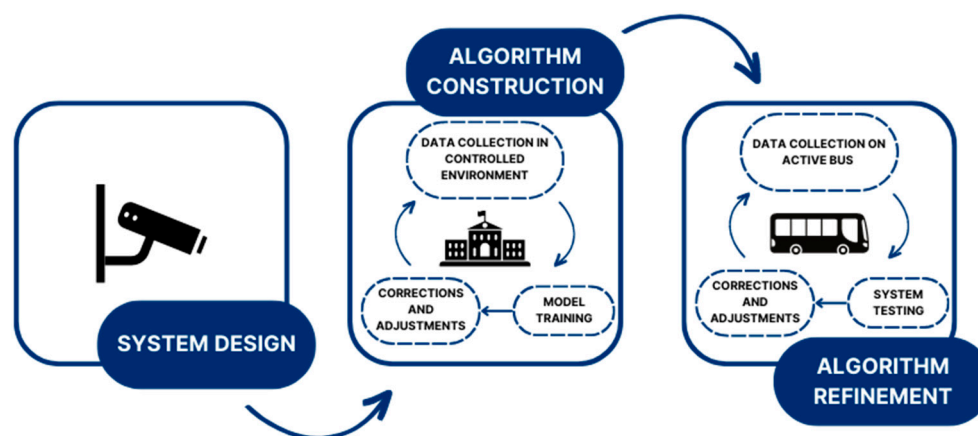 SYSTEM DESIGN
ALGORITHM
CONSTRUCTION
DATA COLLECTION IN
CONTROLLED
ENVIRONMENT
MODEL
TRAINING
CORRECTIONS
AND
ADJUSTMENTS
DATA COLLECTION ON
ACTIVE BUS
SYSTEM
TESTING
CORRECTIONS
AND
ADJUSTMENTS
ALGORITHM
REFINEMENT